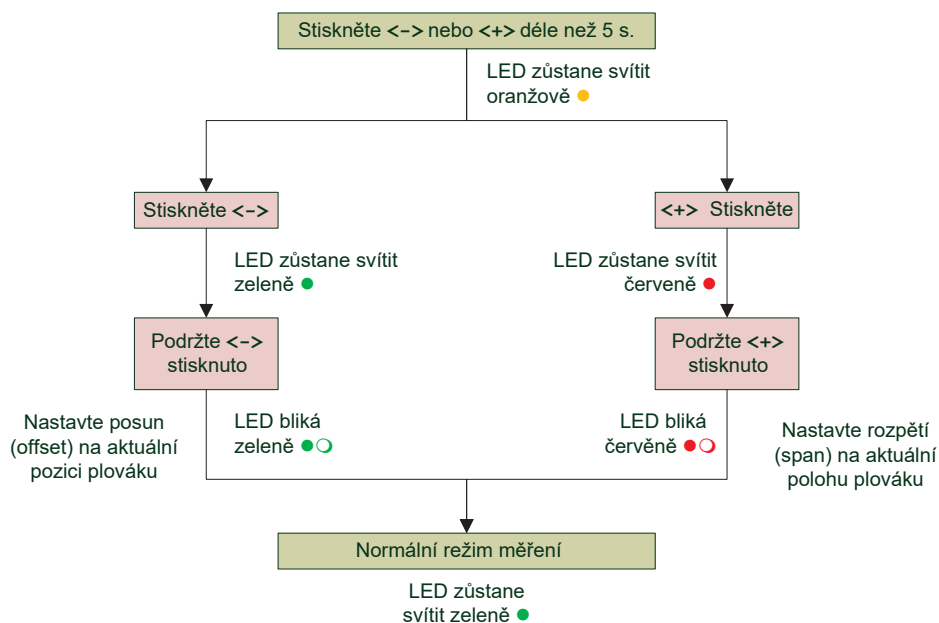 Stiskněte <-> nebo <+> déle než 5 s.
LED zůstane svítit
oranžově
Stiskněte <->
<+> Stiskněte
LED zůstane svítit
zeleně
LED zůstane svítit
červeně
Podržte <->
stisknuto
Podržte <+>
stisknuto
Nastavte posun
(offset) na aktuální
pozici plováku
LED bliká
zeleně
LED bliká
červěně
Nastavte rozpětí
(span) na aktuální
polohu plováku
Normální režim měření
LED zůstane
svítit zeleně